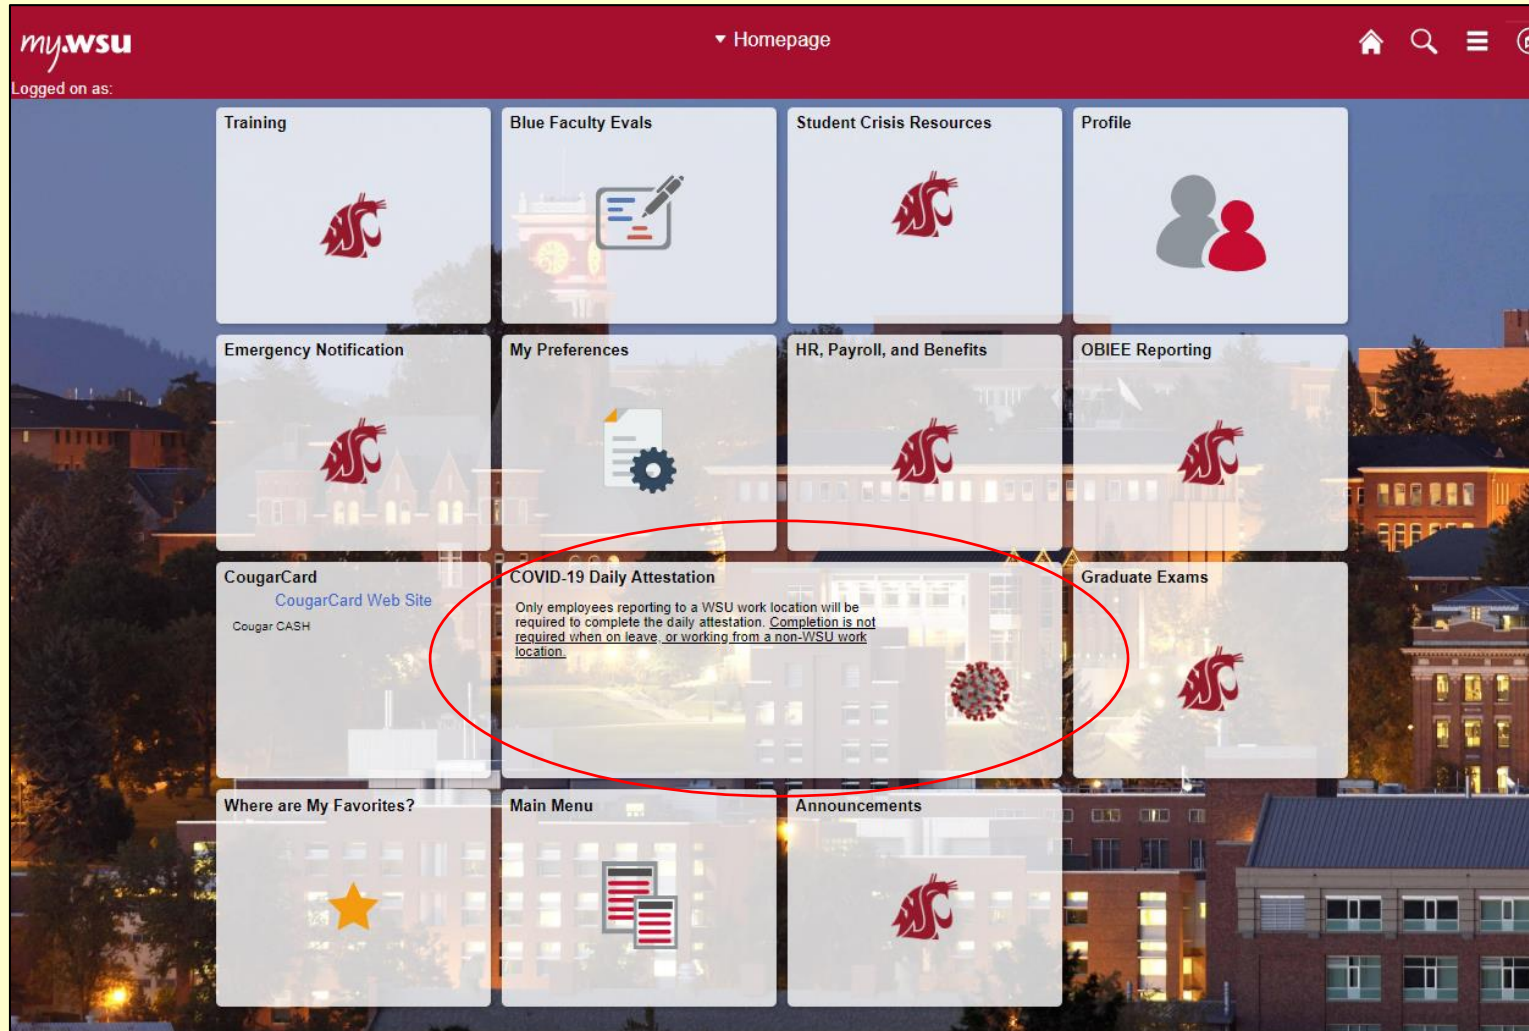 my.wsu
Homepage
Logged on as:
Training
Blue Faculty Evals
Student Crisis Resources
Profile
Emergency Notification
My Preferences
HR, Payroll, and Benefits
OBIEE Reporting
CougarCard
CougarCard Web Site
Cougar CASH
COVID-19 Daily Attestation
Only employees reporting to a WSU work location will be
required to complete the daily attestation. Completion is not
required when on leave, or working from a non-WSU work
location.
Graduate Exams
Where are My Favorites?
Main Menu
Announcements